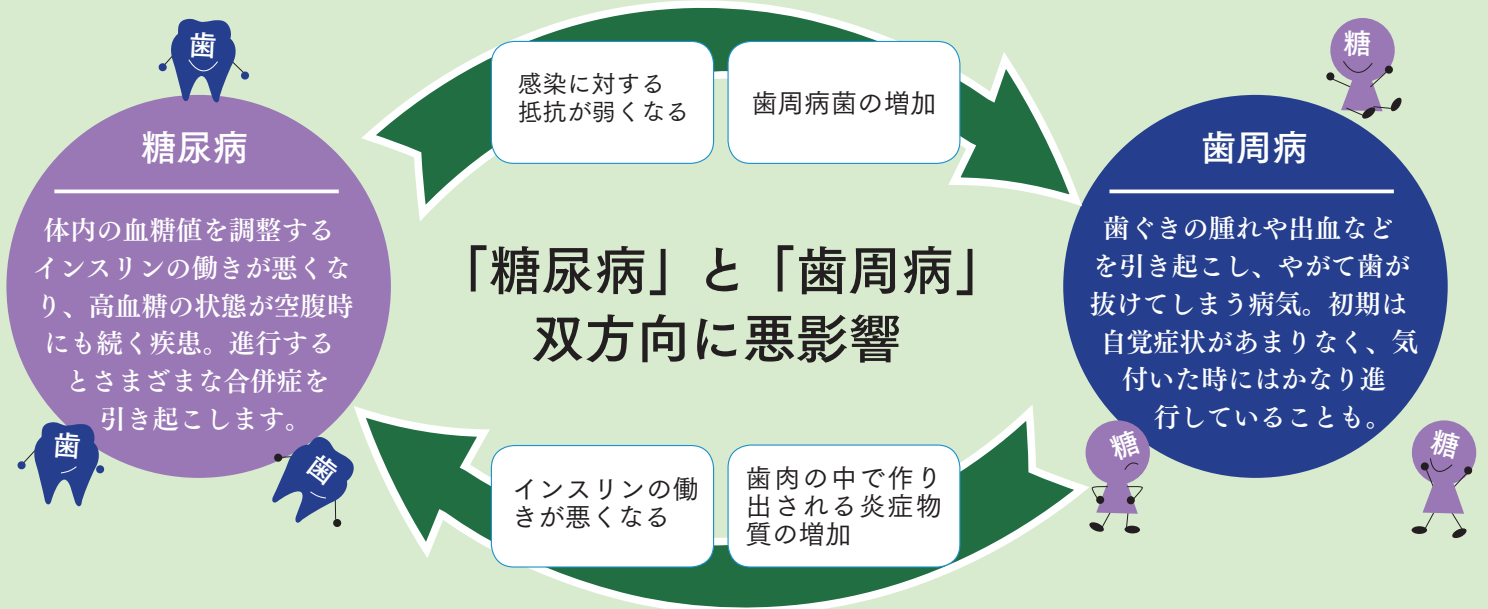 歯
糖尿病
体内の血糖値を調整する
インスリンの働きが悪くな
り、高血糖の状態が空腹時
にも続く疾患。進行する
とさまざまな合併症を
引き起こします。
歯
歯
感染に対する
抵抗が弱くなる
歯周病菌の増加
「糖尿病」と「歯周病」
双方向に悪影響
インスリンの働
きが悪くなる
歯肉の中で作り
出される炎症物
質の増加
糖
歯周病
歯ぐきの腫れや出血など
を引き起こし、やがて歯が
抜けてしまう病気。初期は
自覚症状があまりなく、気
付いた時にはかなり進
行していることも。
糖
糖